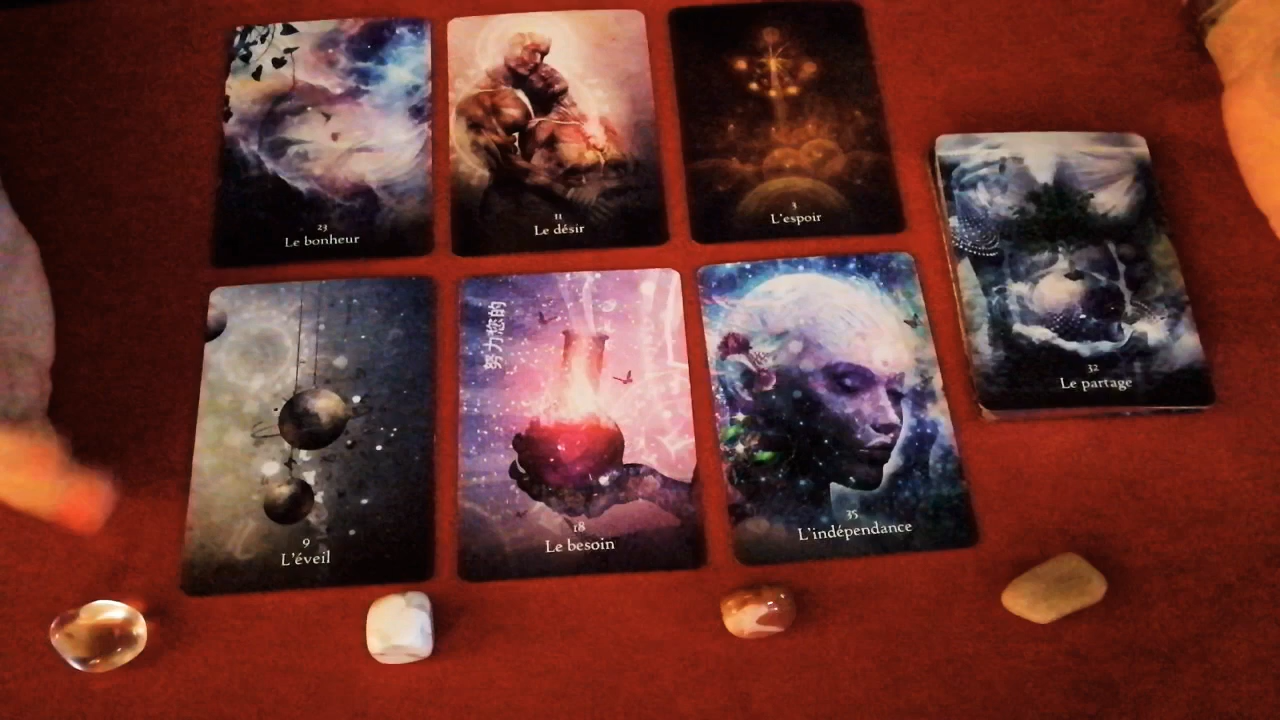 23
Le bonheur
11
Le désir
3
L'espoir
32
Le partage
9
L'éveil
努力您的
18
Le besoin
35
L'indépendance